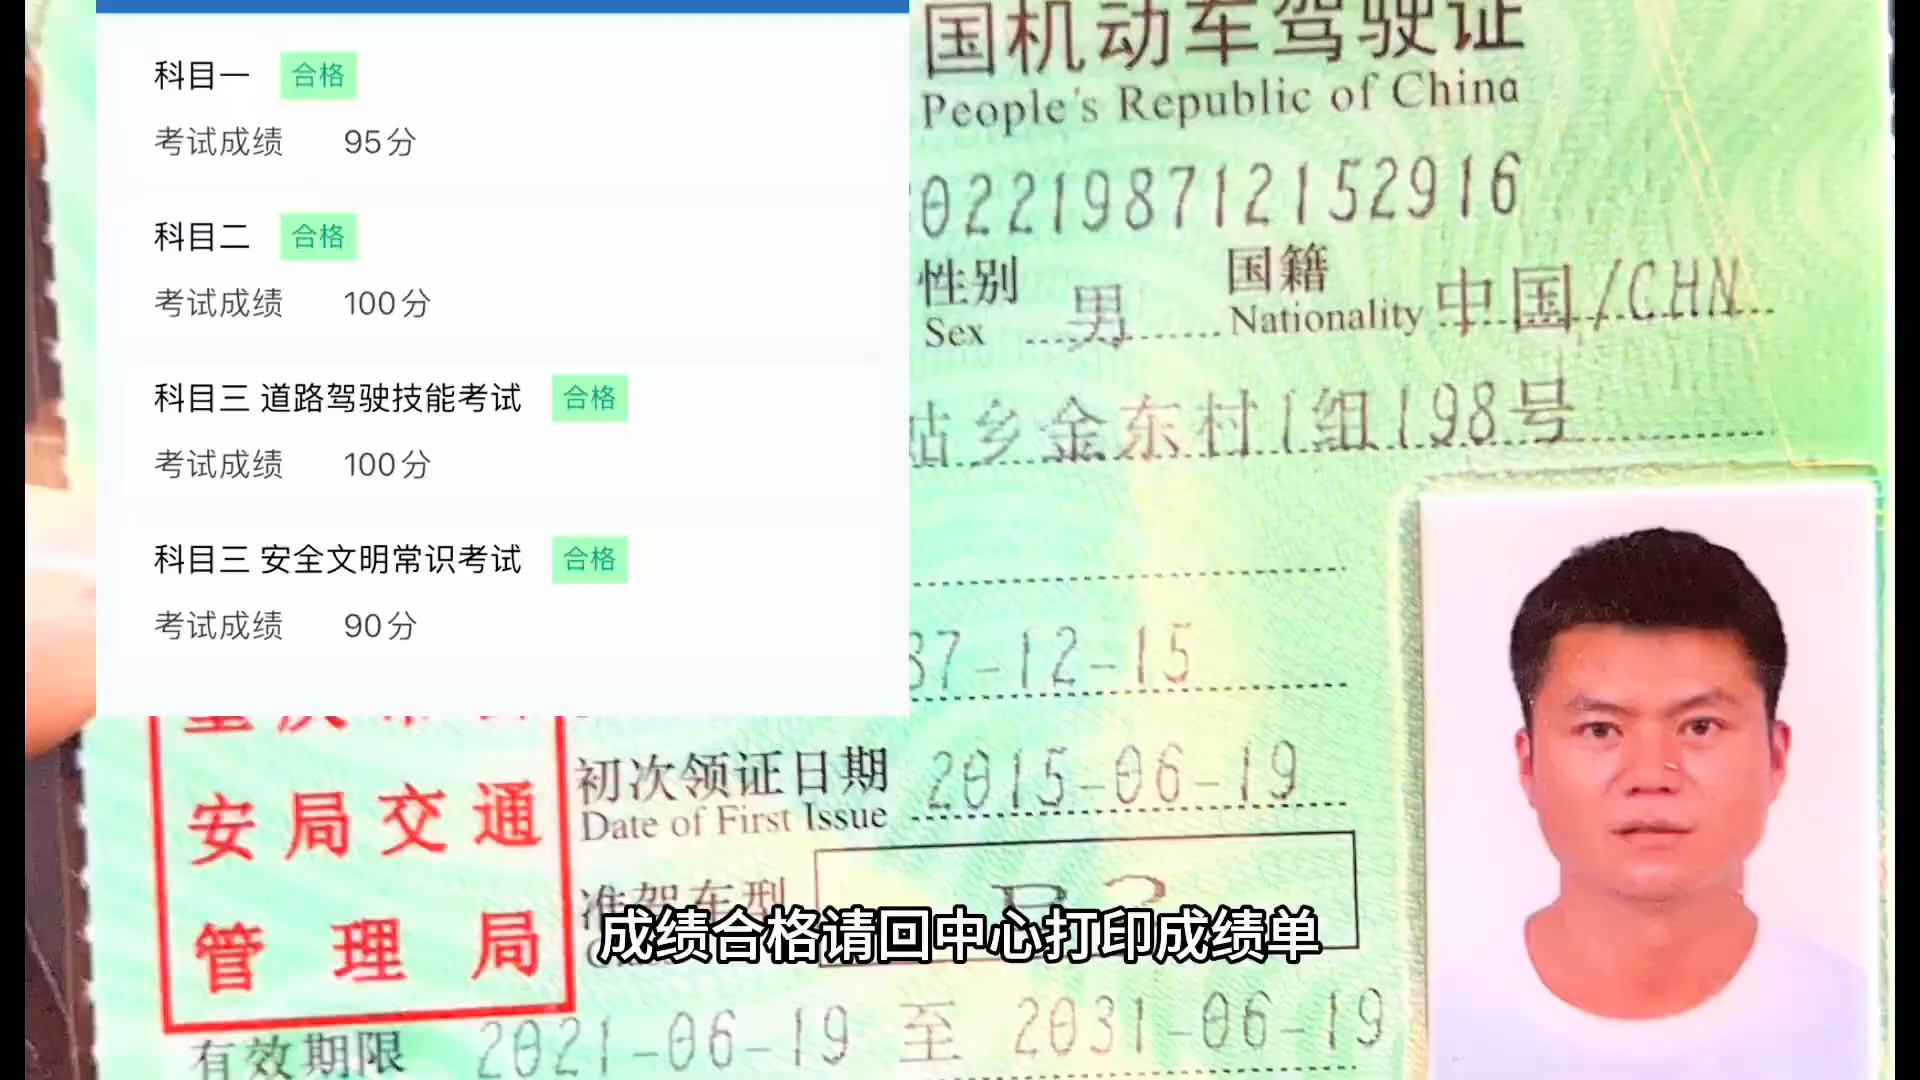 科目一 合格
考试成绩 95分
科目二 合格
考试成绩 100分
科目三 道路驾驶技能考试 合格
考试成绩 100分
科目三 安全文明常识考试 合格
考试成绩 90分
国机动车驾驶证
People's Republic of China
022198712152916
性别 男 国籍 中国/CHN
Sex Nationality
姑乡金东村1组198号
87-12-15
安局交通
管理局
初次领证日期 2015-06-19
Date of First Issue
准驾车型
成绩合格请回中心打印成绩单
有效期限 2021-06-19 至 2031-06-19